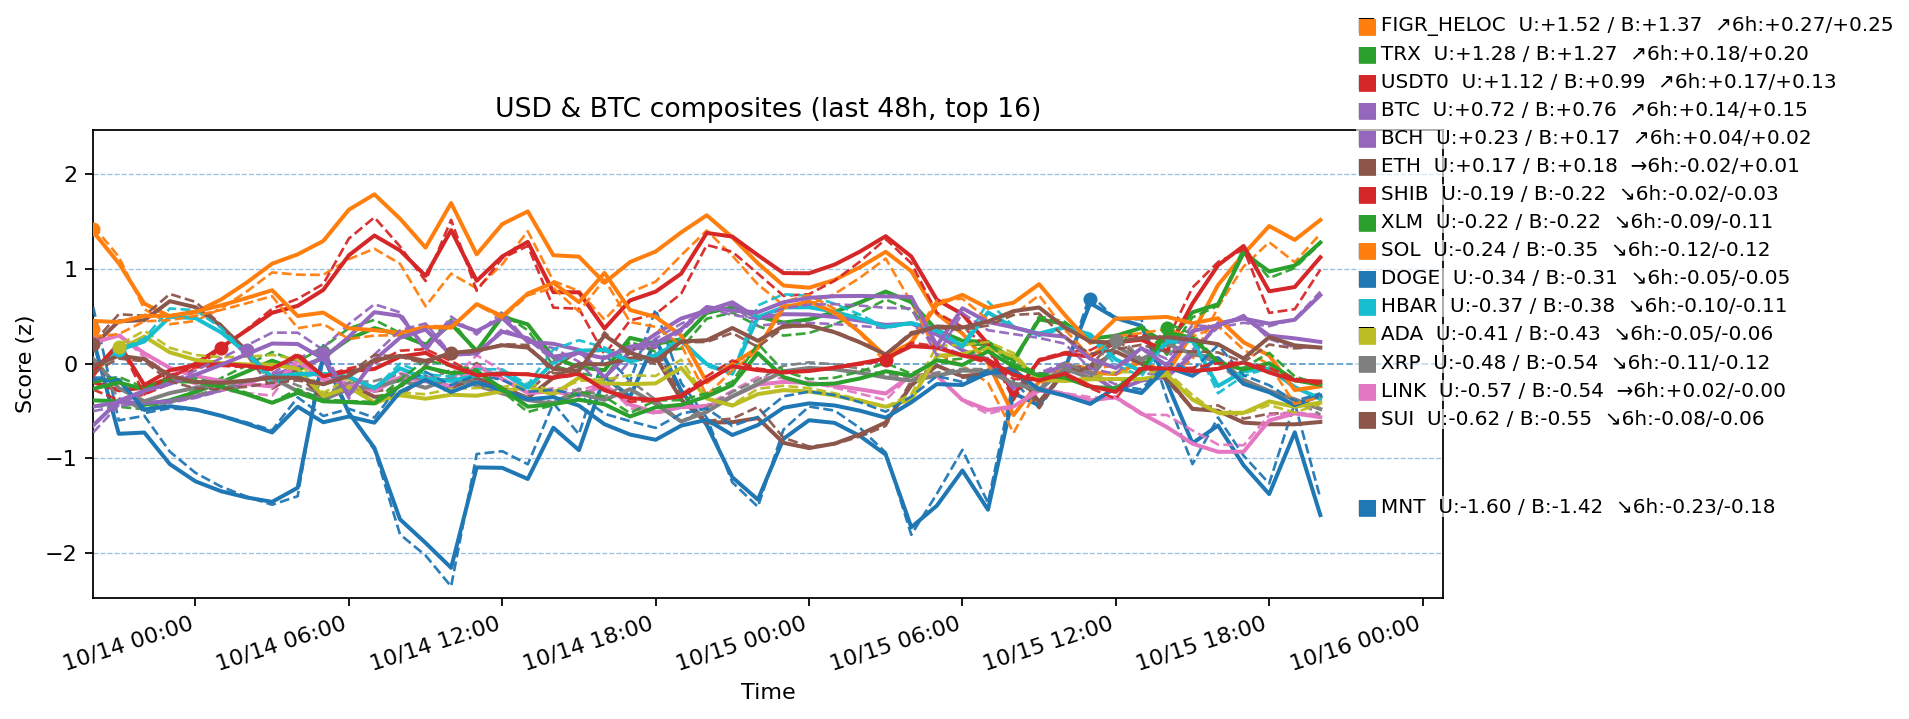 FIGR_HELOC U:+1.52 / B:+1.37 ↗6h:+0.27/+0.25
TRX U:+1.28 / B:+1.27 ↗6h:+0.18/+0.20
USDT0 U:+1.12 / B:+0.99 ↗6h:+0.17/+0.13
USD & BTC composites (last 48h, top 16)
BTC U:+0.72 / B:+0.76 ↗6h:+0.14/+0.15
BCH U:+0.23 / B:+0.17 ↗6h:+0.04/+0.02
ETH U:+0.17 / B:+0.18 →6h:-0.02/+0.01
SHIB U:-0.19 / B:-0.22 ↘6h:-0.02/-0.03
XLM U:-0.22 / B:-0.22 ↘6h:-0.09/-0.11
SOL U:-0.24 / B:-0.35 ↘6h:-0.12/-0.12
DOGE U:-0.34 / B:-0.31 ↘6h:-0.05/-0.05
HBAR U:-0.37 / B:-0.38 ↘6h:-0.10/-0.11
ADA U:-0.41 / B:-0.43 ↘6h:-0.05/-0.06
XRP U:-0.48 / B:-0.54 ↘6h:-0.11/-0.12
LINK U:-0.57 / B:-0.54 →6h:+0.02/-0.00
SUI U:-0.62 / B:-0.55 ↘6h:-0.08/-0.06
MNT U:-1.60 / B:-1.42 ↘6h:-0.23/-0.18
Score (z)
2
1
0
−1
−2
10/14 00:00
10/14 06:00
10/14 12:00
10/14 18:00
10/15 00:00
10/15 06:00
10/15 12:00
10/15 18:00
10/16 00:00
Time